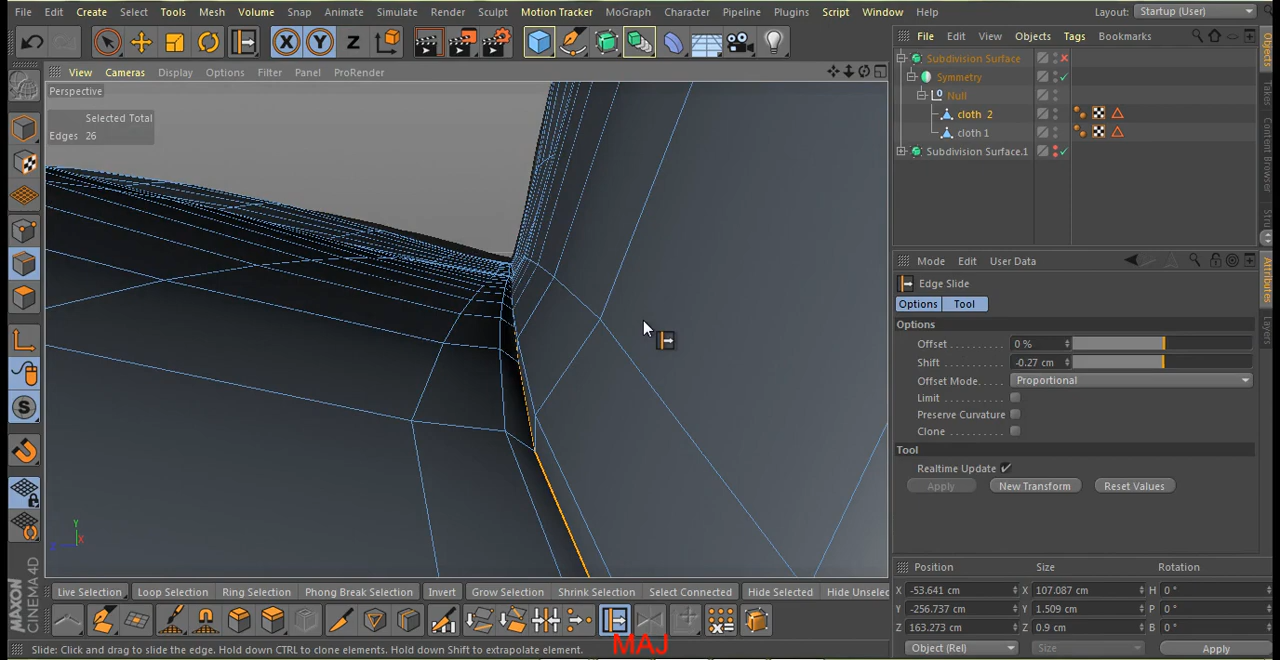 File Edit Create Select Tools Mesh Volume Snap Animate Simulate Render Sculpt Motion Tracker MoGraph Character Pipeline Plugins Script Window Help Layout: Startup (User)
X Y Z
File Edit View Objects Tags Bookmarks
View Cameras Display Options Filter Panel ProRender
Perspective
Selected Total
Edges 26
Subdivision Surface
Symmetry
Null
cloth 2
cloth 1
Subdivision Surface.1
Objects
Takes
Content Browser
Stru
Mode Edit User Data
Edge Slide
Options Tool
Options
Offset 0 %
Shift -0.27 cm
Offset Mode Proportional
Limit
Preserve Curvature
Clone
Tool
Realtime Update
Apply New Transform Reset Values
Attributes
Layers
Y
X
Z
Position Size Rotation
X -53.641 cm X 107.087 cm H 0 °
Y -256.737 cm Y 1.509 cm P 0 °
Z 163.273 cm Z 0.9 cm B 0 °
Object (Rel) Size Apply
Live Selection Loop Selection Ring Selection Phong Break Selection Invert Grow Selection Shrink Selection Select Connected Hide Selected Hide Unselec
MAXON
CINEMA 4D
Slide: Click and drag to slide the edge. Hold down CTRL to clone elements. Hold down Shift to extrapolate element.
MAJ